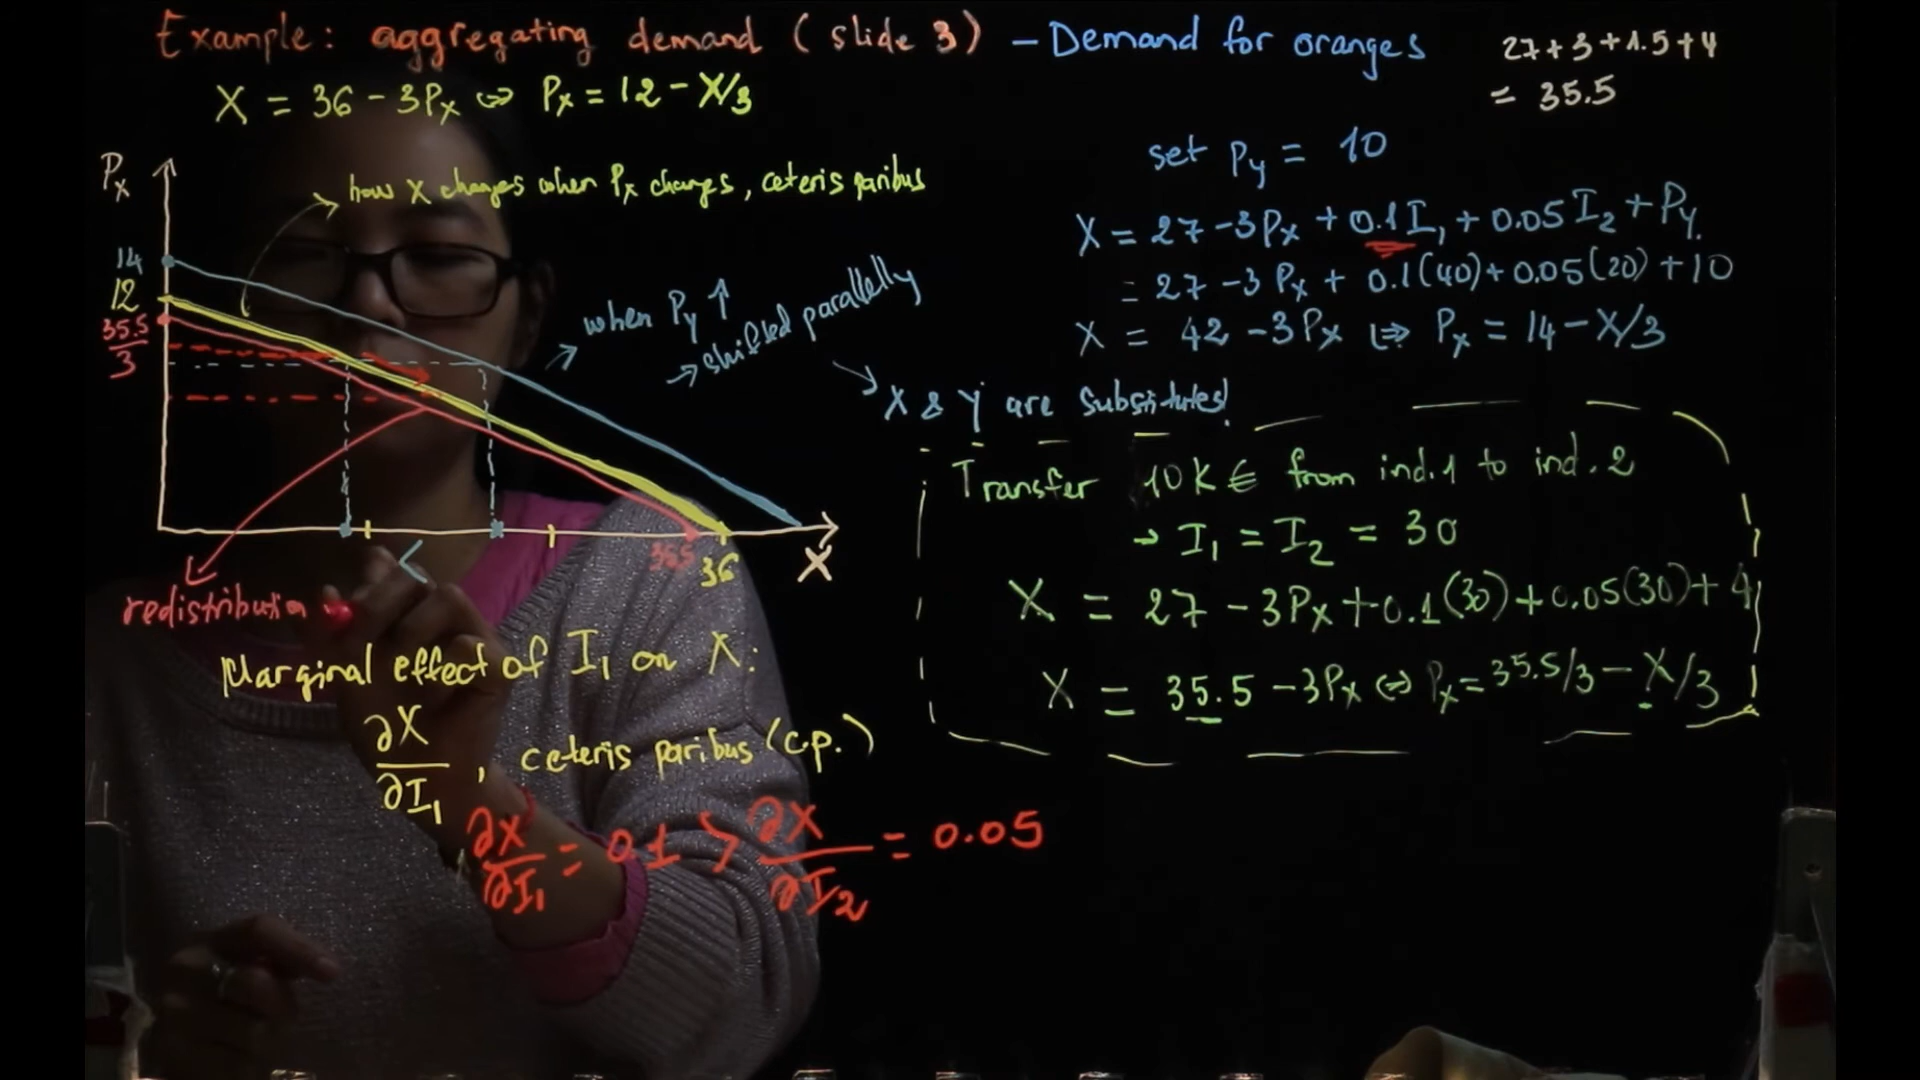 Example: aggregating demand (slide 3) – Demand for oranges
27+3+1.5+4
= 35.5
X = 36 - 3Px ⇔ Px = 12 - X/3
set Py = 10
Px
how X changes when Px changes, ceteris paribus
X = 27 - 3Px + 0.1I1 + 0.05I2 + Py
= 27 - 3Px + 0.1(40) + 0.05(20) + 10
X = 42 - 3Px ⇔ Px = 14 - X/3
14
12
35.5/3
when Py ↑
→ shifted parallelly
→ X & Y are Substitutes!
Transfer 10K € from ind.1 to ind.2
→ I1 = I2 = 30
X = 27 - 3Px + 0.1(30) + 0.05(30) + 4
X = 35.5 - 3Px ⇔ Px = 35.5/3 - X/3
35.5
36
X
redistribution
Marginal effect of I1 on X:
∂X/∂I1, ceteris paribus (c.p.)
∂X/∂I1 = 0.1 > ∂X/∂I2 = 0.05